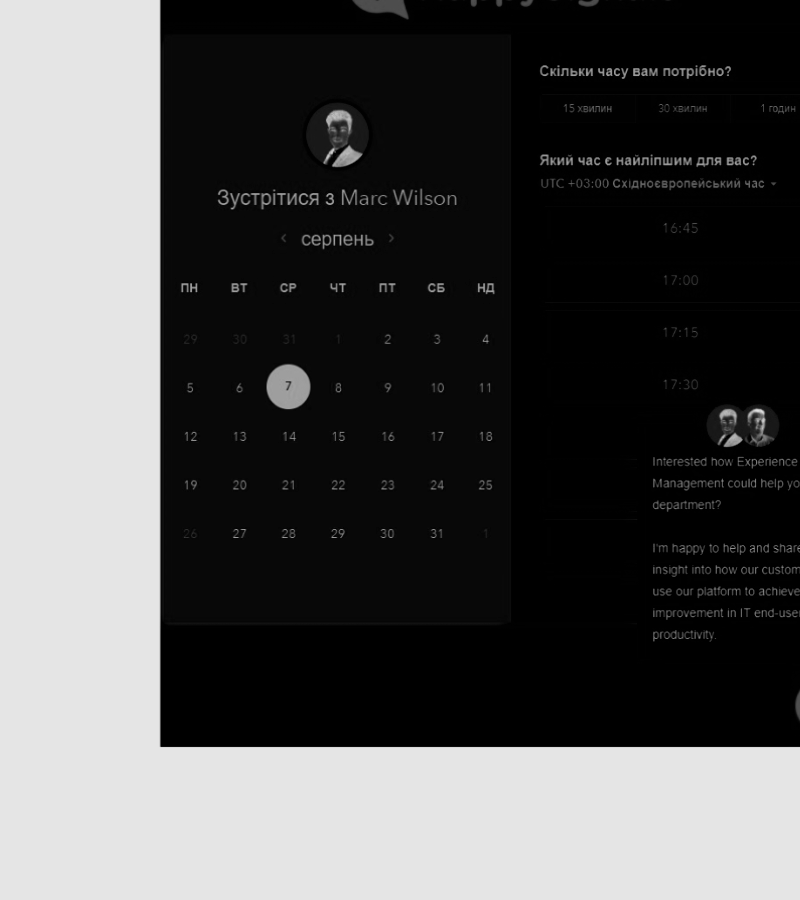 Зустрітися з Marc Wilson
серпень
ПН ВТ СР ЧТ ПТ СБ НД
29 30 31 1 2 3 4
5 6 7 8 9 10 11
12 13 14 15 16 17 18
19 20 21 22 23 24 25
26 27 28 29 30 31 1
Скільки часу вам потрібно?
15 хвилин 30 хвилин 1 годин
Який час є найліпшим для вас?
UTC +03:00 Східноєвропейський час
16:45
17:00
17:15
17:30
Interested how Experience
Management could help yo
department?
I'm happy to help and share
insight into how our custom
use our platform to achieve
improvement in IT end-user
productivity.